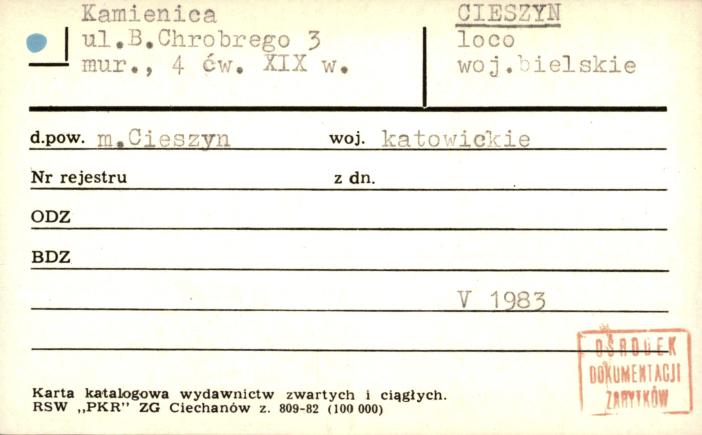 Kamienica
ul.B.Chrobrego 3
mur., 4 ćw. XIX w.
CIESZYN
loco
woj.bielskie
d.pow. m.Cieszyn woj. katowickie
Nr rejestru z dn.
ODZ
BDZ
V 1983
OŚRODEK
DOKUMENTACJI
ZABYTKÓW
Karta katalogowa wydawnictw zwartych i ciągłych.
RSW „PKR" ZG Ciechanów z. 809-82 (100 000)